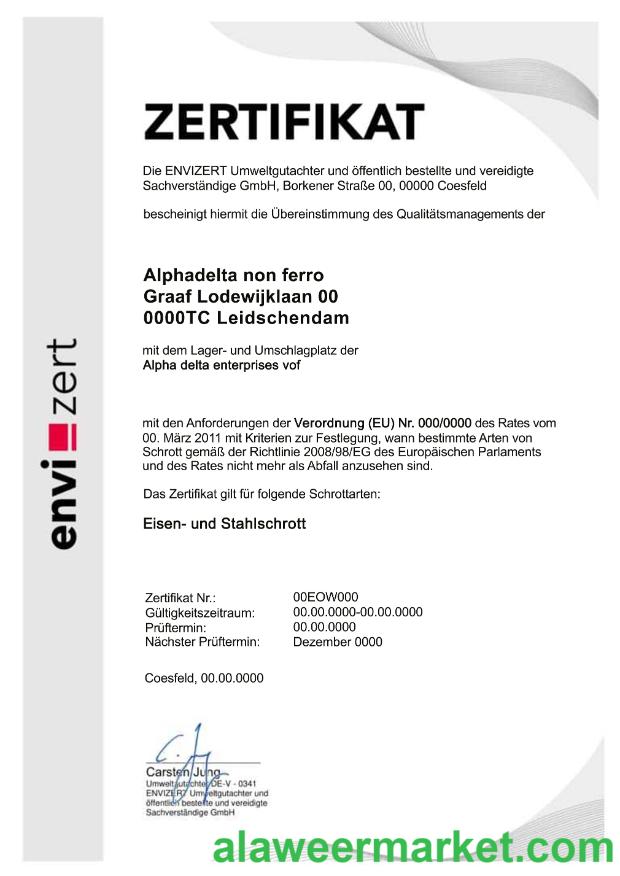 ZERTIFIKAT
Die ENVIZERT Umweltgutachter und öffentlich bestellte und vereidigte
Sachverständige GmbH, Borkener Straße 00, 00000 Coesfeld
bescheinigt hiermit die Übereinstimmung des Qualitätsmanagements der
Alphadelta non ferro
Graaf Lodewijklaan 00
0000TC Leidschendam
mit dem Lager- und Umschlagplatz der
Alpha delta enterprises vof
mit den Anforderungen der Verordnung (EU) Nr. 000/0000 des Rates vom
00. März 2011 mit Kriterien zur Festlegung, wann bestimmte Arten von
Schrott gemäß der Richtlinie 2008/98/EG des Europäischen Parlaments
und des Rates nicht mehr als Abfall anzusehen sind.
Das Zertifikat gilt für folgende Schrottarten:
Eisen- und Stahlschrott
Zertifikat Nr.: 00EOW000
Gültigkeitszeitraum: 00.00.0000-00.00.0000
Prüftermin: 00.00.0000
Nächster Prüftermin: Dezember 0000
Coesfeld, 00.00.0000
Carsten Jung
Umweltgutachter DE-V - 0341
ENVIZERT Umweltgutachter und
öffentlich bestellte und vereidigte
Sachverständige GmbH
envizert
alaweermarket.com